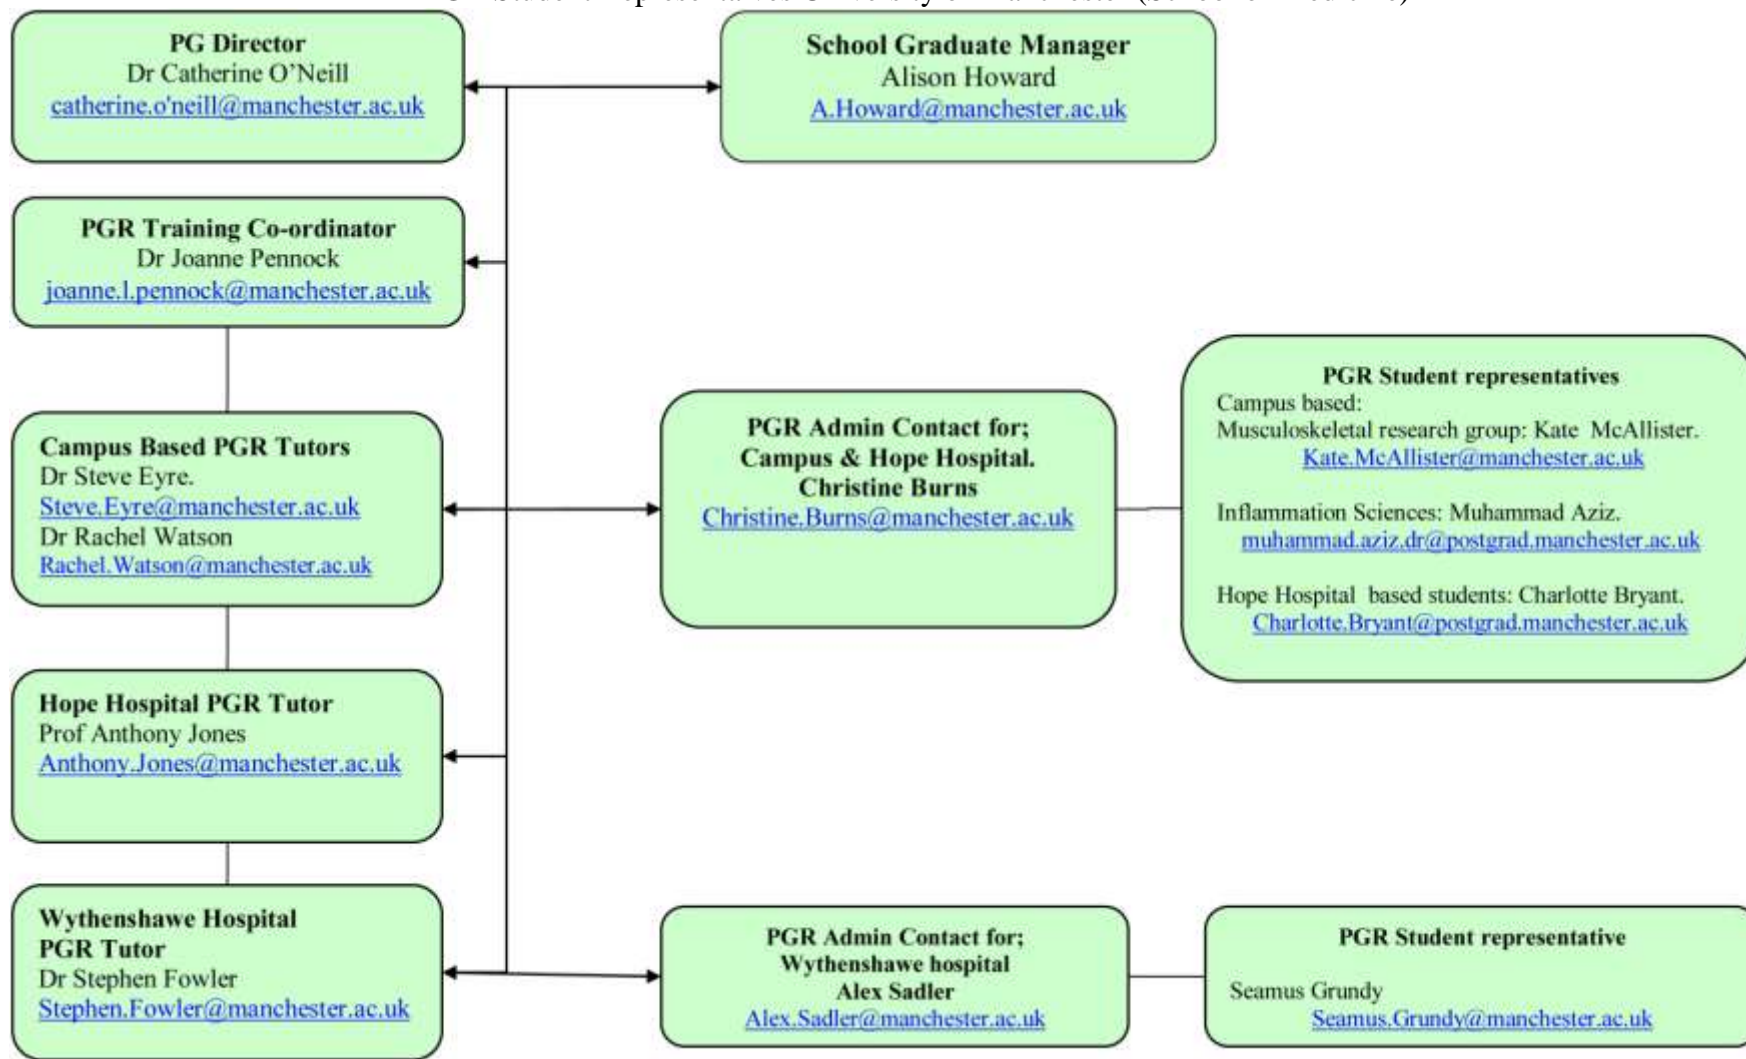 PG Director
Dr Catherine O’Neill
catherine.o'neill@manchester.ac.uk
School Graduate Manager
Alison Howard
A.Howard@manchester.ac.uk
PGR Training Co-ordinator
Dr Joanne Pennock
joanne.l.pennock@manchester.ac.uk
Campus Based PGR Tutors
Dr Steve Eyre.
Steve.Eyre@manchester.ac.uk
Dr Rachel Watson
Rachel.Watson@manchester.ac.uk
PGR Admin Contact for;
Campus & Hope Hospital.
Christine Burns
Christine.Burns@manchester.ac.uk
PGR Student representatives
Campus based:
Musculoskeletal research group: Kate McAllister.
Kate.McAllister@manchester.ac.uk
Inflammation Sciences: Muhammad Aziz.
muhammad.aziz.dr@postgrad.manchester.ac.uk
Hope Hospital based students: Charlotte Bryant.
Charlotte.Bryant@postgrad.manchester.ac.uk
Hope Hospital PGR Tutor
Prof Anthony Jones
Anthony.Jones@manchester.ac.uk
Wythenshawe Hospital
PGR Tutor
Dr Stephen Fowler
Stephen.Fowler@manchester.ac.uk
PGR Admin Contact for;
Wythenshawe hospital
Alex Sadler
Alex.Sadler@manchester.ac.uk
PGR Student representative
Seamus Grundy
Seamus.Grundy@manchester.ac.uk